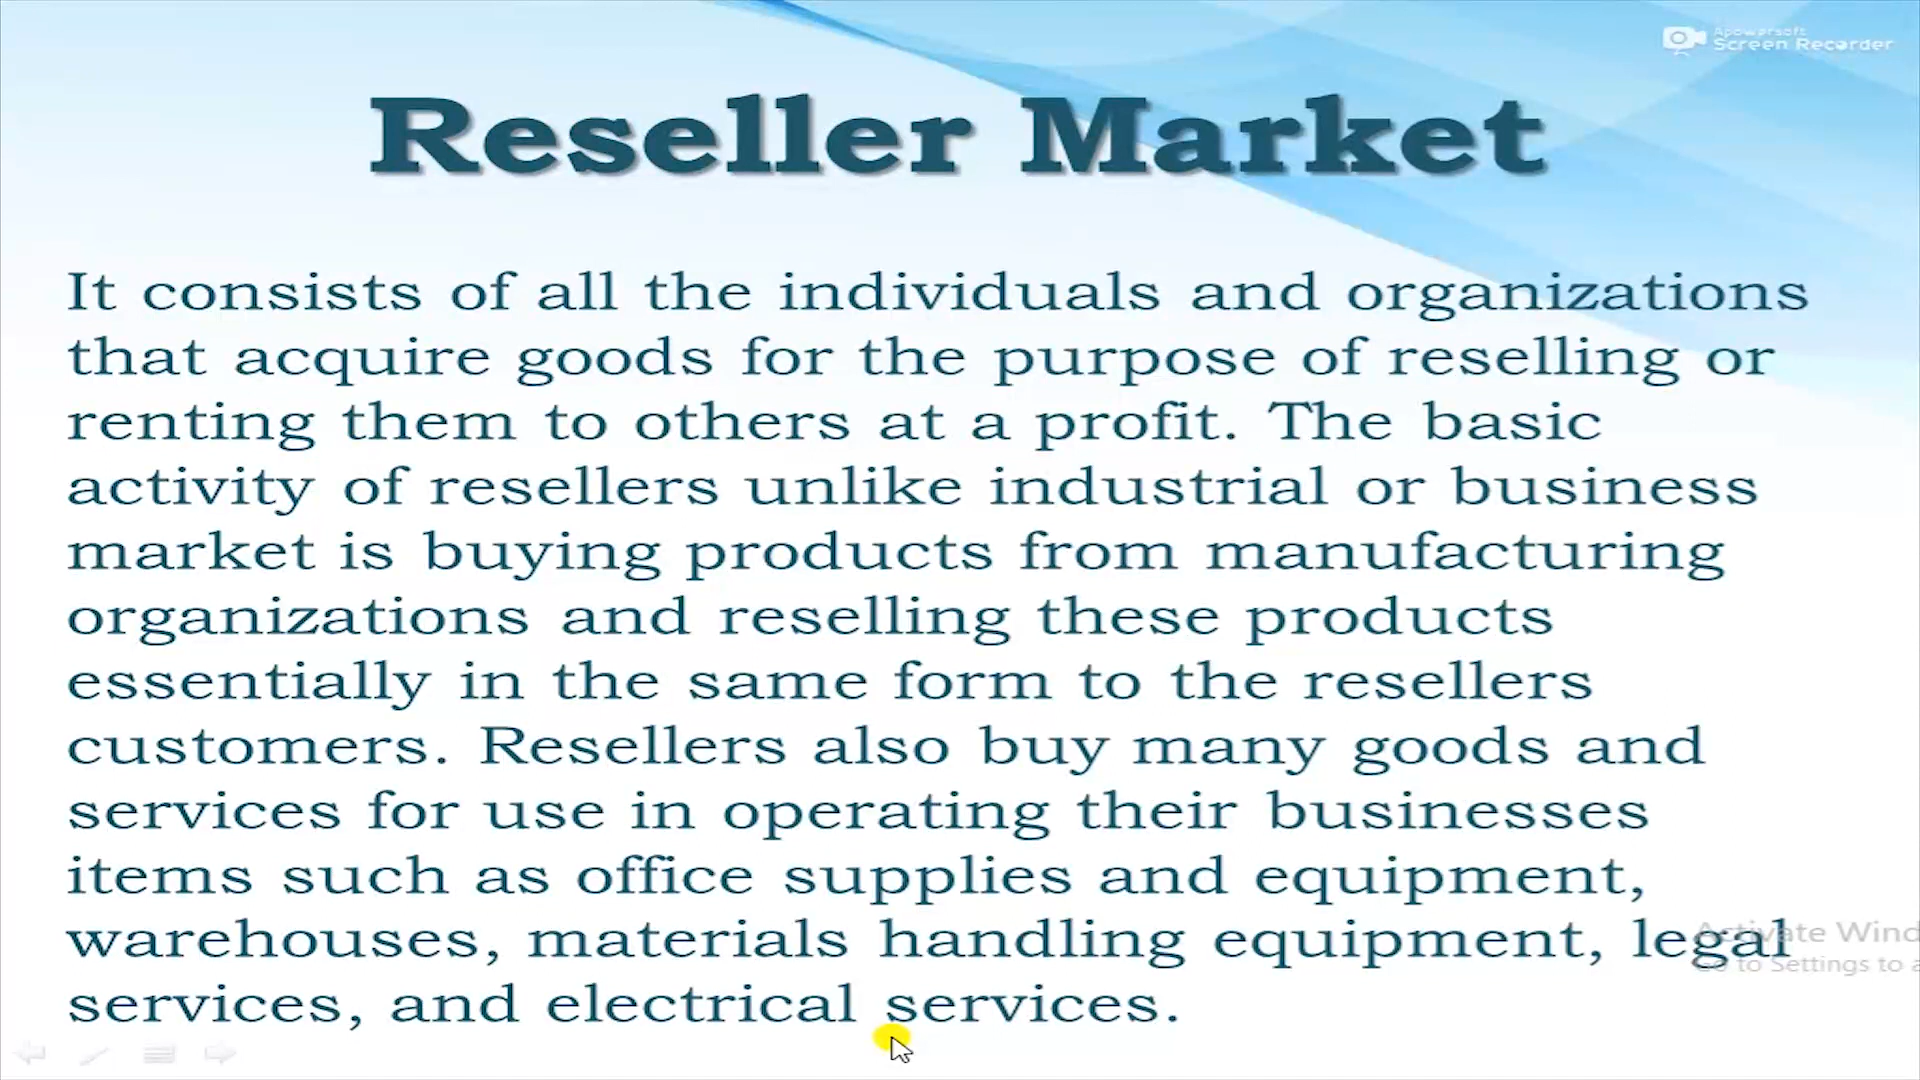 Apowersoft
Screen Recorder
Reseller Market
It consists of all the individuals and organizations
that acquire goods for the purpose of reselling or
renting them to others at a profit. The basic
activity of resellers unlike industrial or business
market is buying products from manufacturing
organizations and reselling these products
essentially in the same form to the resellers
customers. Resellers also buy many goods and
services for use in operating their businesses
items such as office supplies and equipment,
warehouses, materials handling equipment, legal
services, and electrical services.
Activate Wind
Go to Settings to a